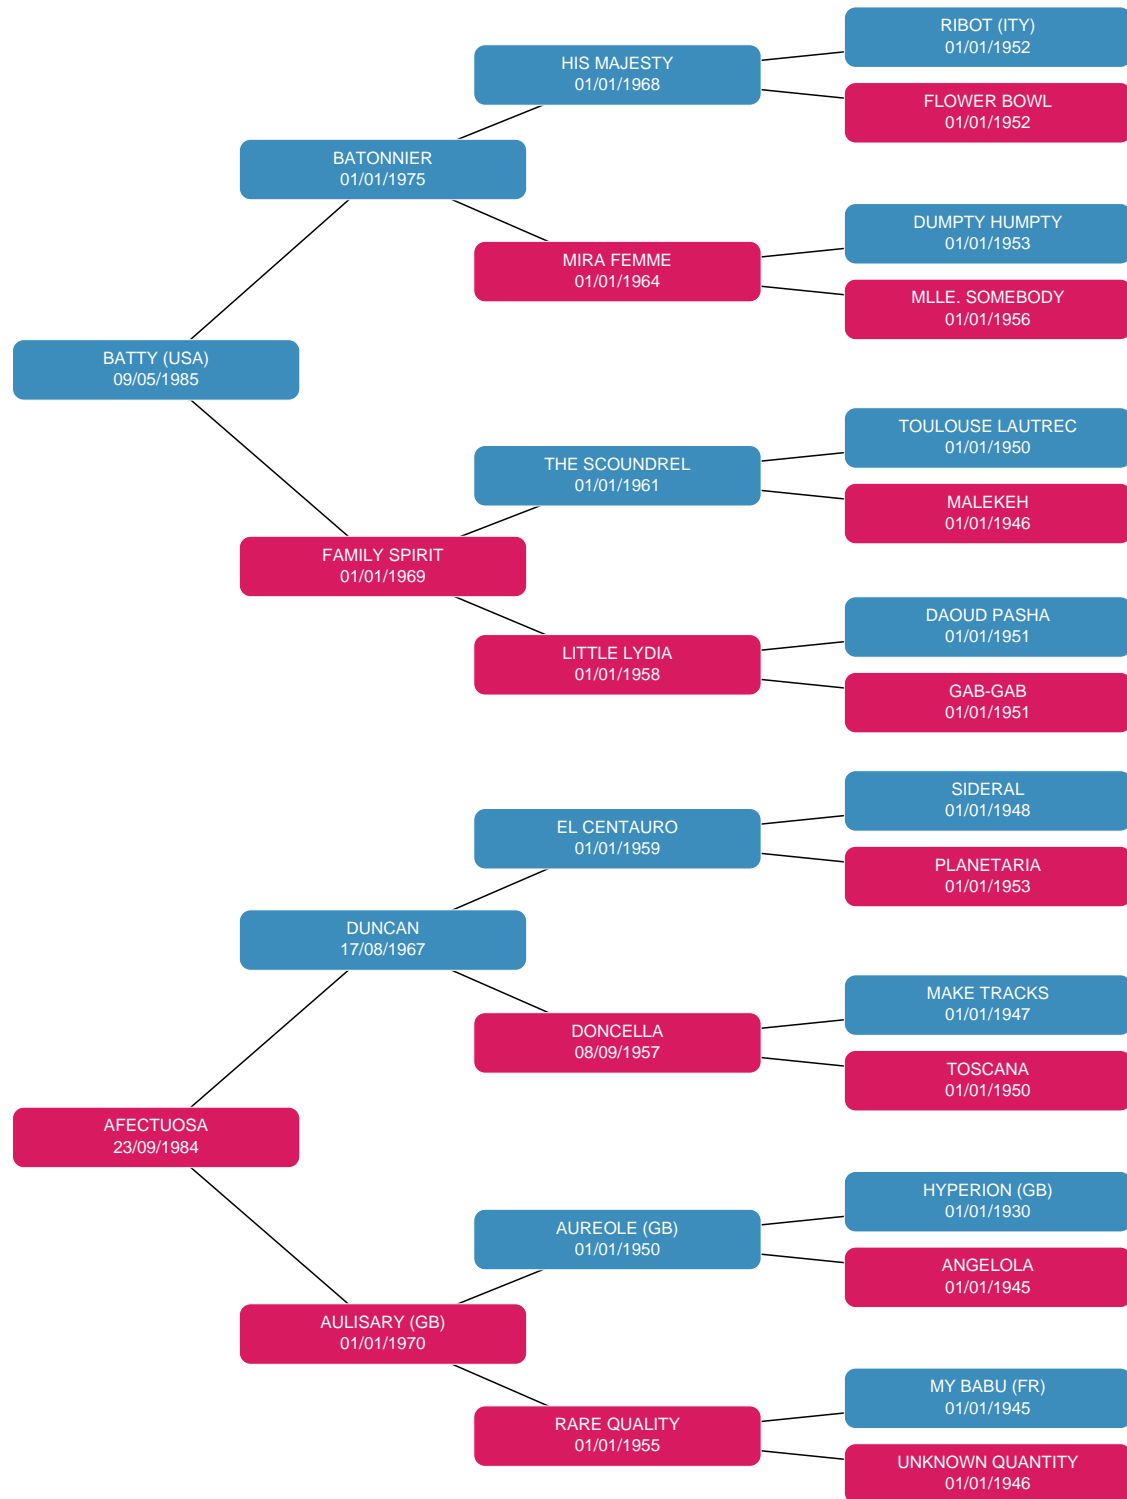 RIBOT (ITY)
01/01/1952
HIS MAJESTY
01/01/1968
FLOWER BOWL
01/01/1952
BATONNIER
01/01/1975
DUMPTY HUMPTY
01/01/1953
MIRA FEMME
01/01/1964
MLLE. SOMEBODY
01/01/1956
BATTY (USA)
09/05/1985
TOULOUSE LAUTREC
01/01/1950
THE SCOUNDREL
01/01/1961
MALEKEH
01/01/1946
FAMILY SPIRIT
01/01/1969
DAOUD PASHA
01/01/1951
LITTLE LYDIA
01/01/1958
GAB-GAB
01/01/1951
SIDERAL
01/01/1948
EL CENTAURO
01/01/1959
PLANETARIA
01/01/1953
DUNCAN
17/08/1967
MAKE TRACKS
01/01/1947
DONCELLA
08/09/1957
TOSCANA
01/01/1950
AFECTUOSA
23/09/1984
HYPERION (GB)
01/01/1930
AUREOLE (GB)
01/01/1950
ANGELOLA
01/01/1945
AULISARY (GB)
01/01/1970
MY BABU (FR)
01/01/1945
RARE QUALITY
01/01/1955
UNKNOWN QUANTITY
01/01/1946